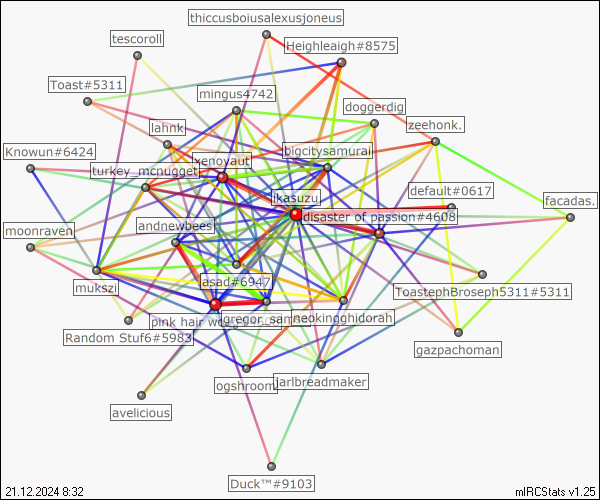 thiccusboiusalexusjoneus
tescoroll
Heighleaigh#8575
Toast#5311
mingus4742
doggerdig
zeehonk.
lahnk
Knowun#6424
xenoyaut
bigcitysamurai
turkey_mcnugget
ikasuzu
default#0617
facadas.
disaster of passion#4608
moonraven
andnewbees
mukszi
asad#6947
ToastephBroseph5311#5311
Random Stuf6#5983
pink hair
gregor_sam
neokingghidorah
gazpachoman
ogshroom
jarlbreadmaker
avelicious
Duck™#9103
21.12.2024 8:32
mIRCStats v1.25